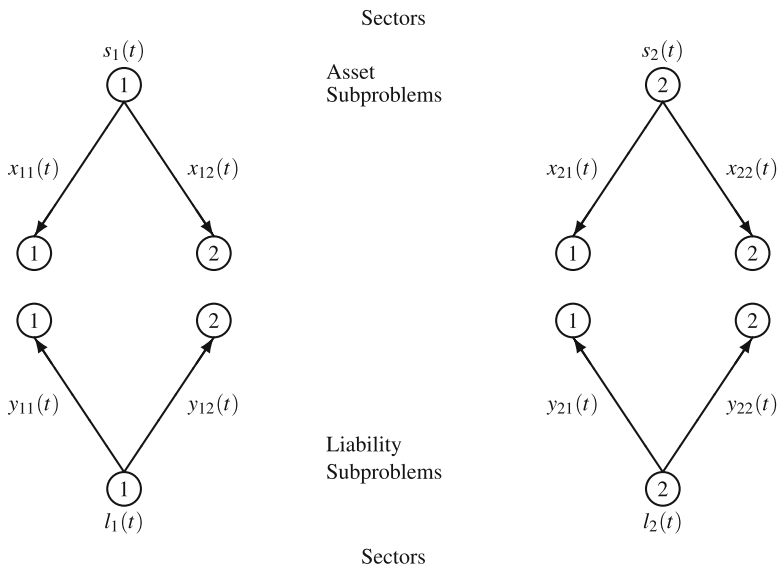 Sectors
s₁(t)
s₂(t)
1
Asset
Subproblems
2
x₁₁(t)
x₁₂(t)
x₂₁(t)
x₂₂(t)
1
2
1
2
1
2
1
2
y₁₁(t)
y₁₂(t)
y₂₁(t)
y₂₂(t)
Liability
Subproblems
1
2
l₁(t)
l₂(t)
Sectors